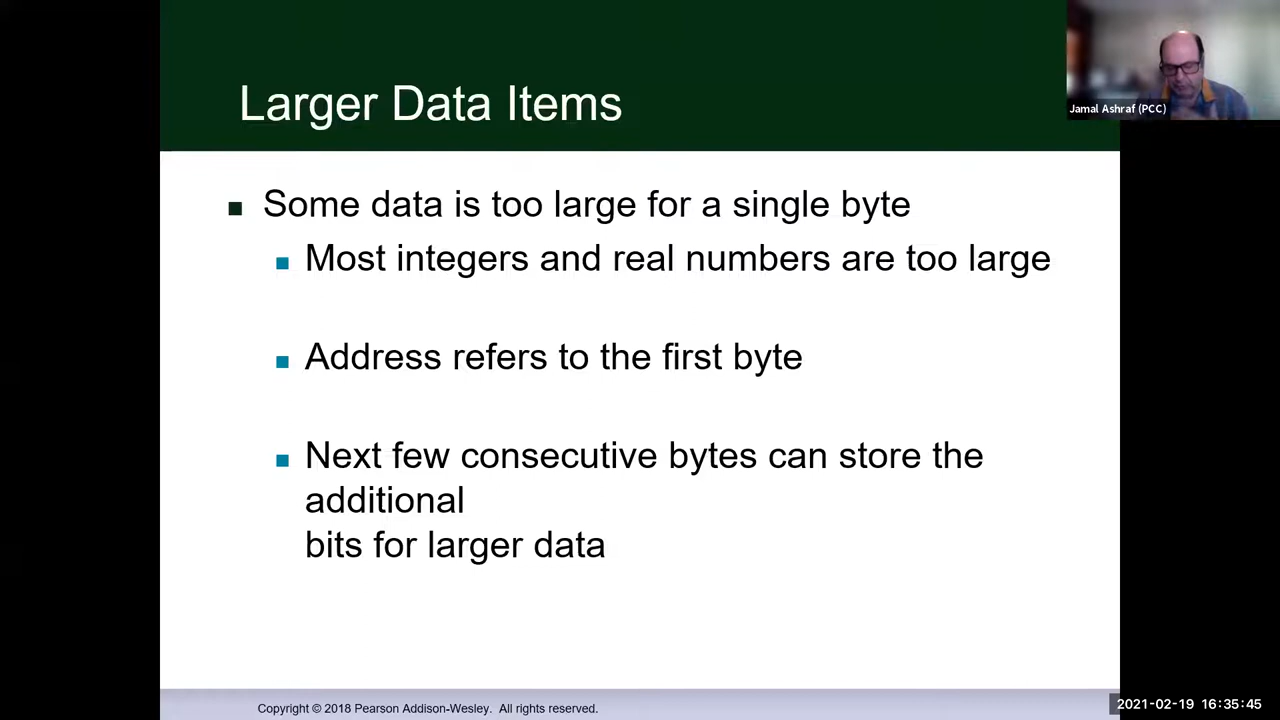 Larger Data Items
Jamal Ashraf (PCC)
Some data is too large for a single byte
Most integers and real numbers are too large
Address refers to the first byte
Next few consecutive bytes can store the
additional
bits for larger data
Copyright © 2018 Pearson Addison-Wesley. All rights reserved.
2021-02-19 16:35:45